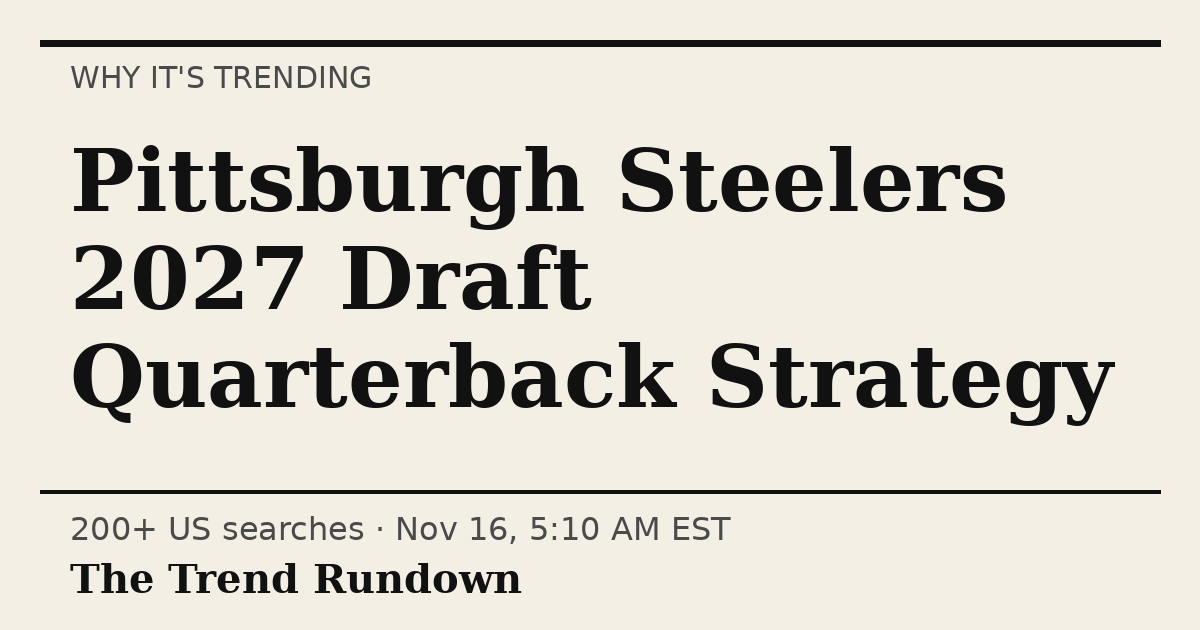 WHY IT'S TRENDING
Pittsburgh Steelers
2027 Draft
Quarterback Strategy
200+ US searches · Nov 16, 5:10 AM EST
The Trend Rundown